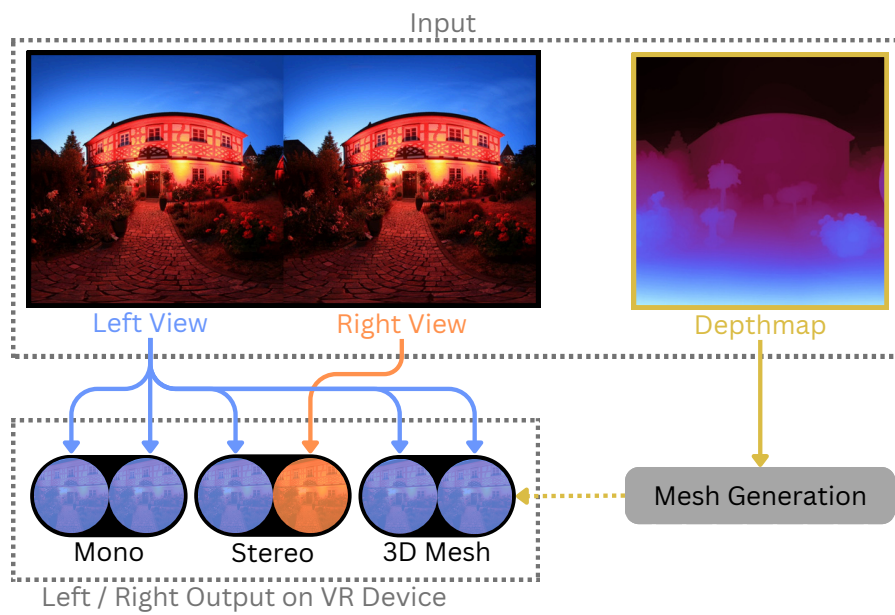 Input
Left View
Right View
Depthmap
Mesh Generation
Mono
Stereo
3D Mesh
Left / Right Output on VR Device